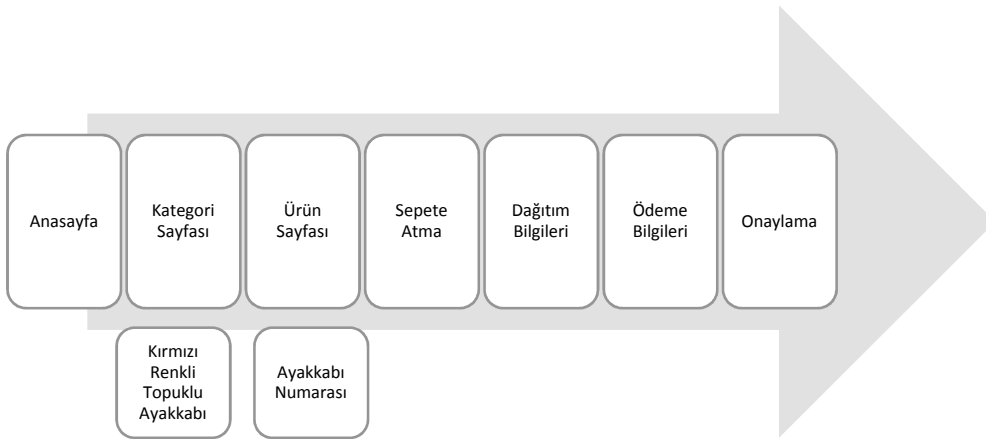 Anasayfa
Kategori
Sayfası
Ürün
Sayfası
Sepete
Atma
Dağıtım
Bilgileri
Ödeme
Bilgileri
Onaylama
Kırmızı
Renkli
Topuklu
Ayakkabı
Ayakkabı
Numarası